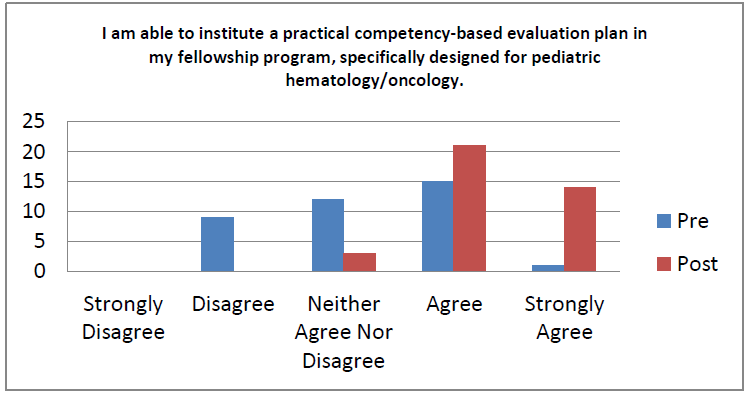 I am able to institute a practical competency-based evaluation plan in
my fellowship program, specifically designed for pediatric
hematology/oncology.
25
20
15
10
5
0
Strongly
Disagree
Disagree
Neither
Agree Nor
Disagree
Agree
Strongly
Agree
Pre
Post